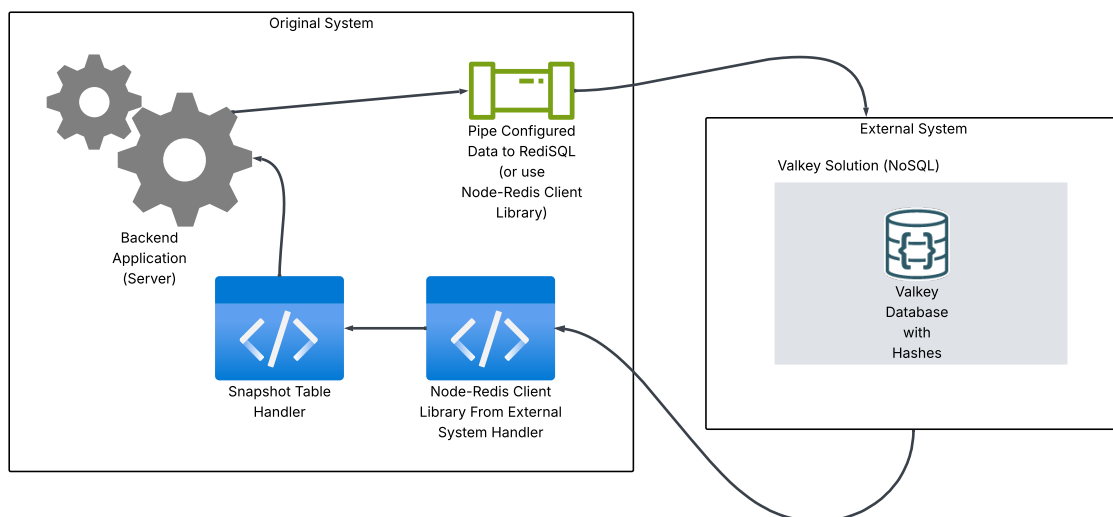 Original System
Pipe Configured
Data to RediSQL
(or use
Node-Redis Client
Library)
Backend
Application
(Server)
Snapshot Table
Handler
Node-Redis Client
Library From External
System Handler
External System
Valkey Solution (NoSQL)
Valkey
Database
with
Hashes